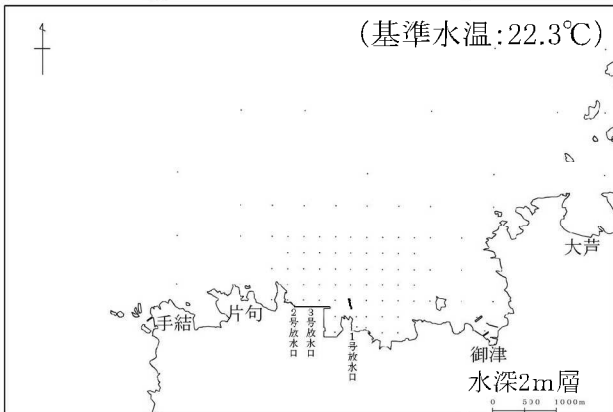 (基準水温:22.3℃)
大芦
手結
片句
2号放水口
3号放水口
1号放水口
御津
水深2m層
0 500 1000m